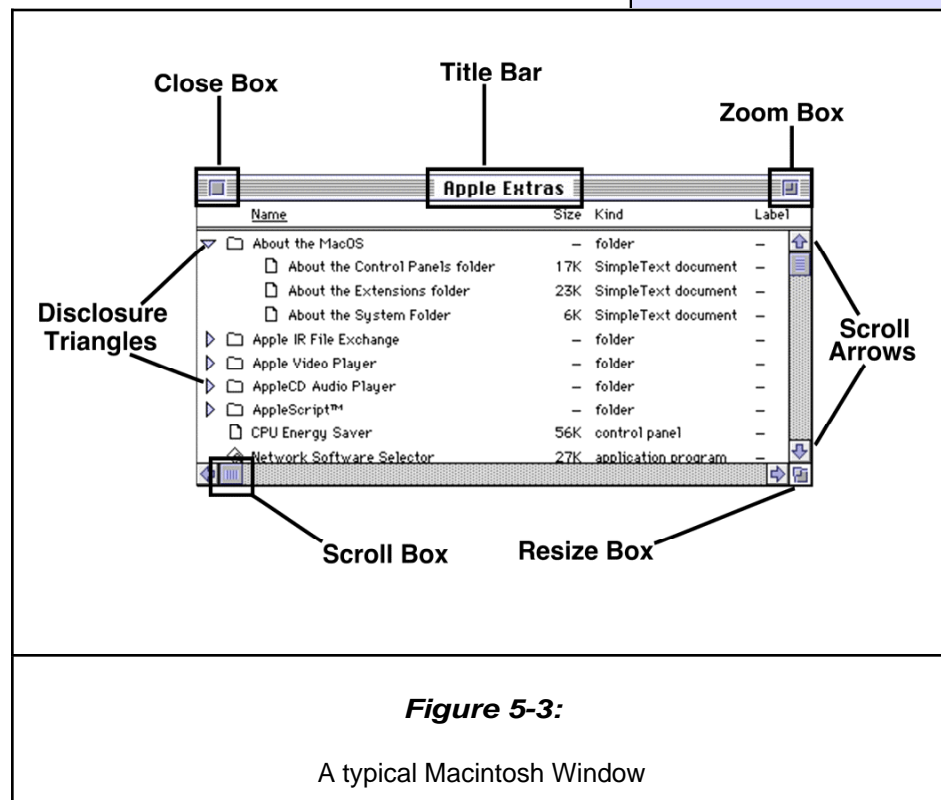 Close Box
Title Bar
Zoom Box
Apple Extras
Name Size Kind Label
About the MacOS – folder –
About the Control Panels folder 17K SimpleText document –
About the Extensions folder 23K SimpleText document –
About the System Folder 6K SimpleText document –
Disclosure
Triangles
Scroll
Arrows
Apple IR File Exchange – folder –
Apple Video Player – folder –
AppleCD Audio Player – folder –
AppleScript™ – folder –
CPU Energy Saver 56K control panel –
Network Software Selector 27K application program –
Scroll Box
Resize Box
Figure 5-3:
A typical Macintosh Window